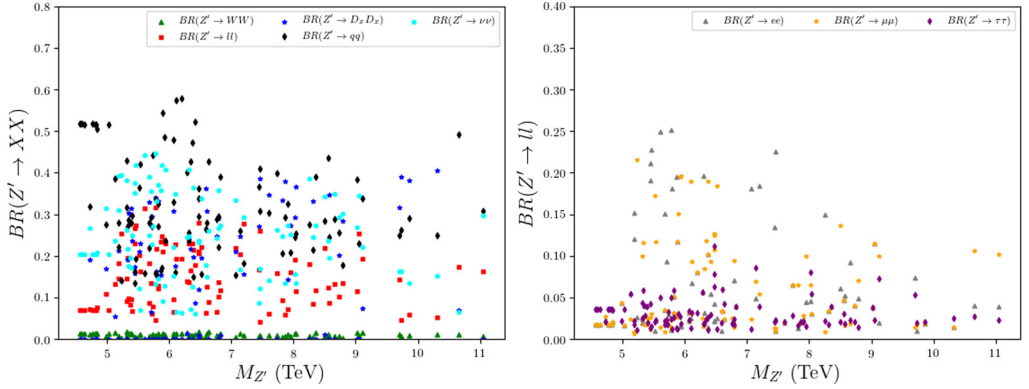 BR(Z′ → WW) BR(Z′ → DₓDₓ) BR(Z′ → νν)
BR(Z′ → ll) BR(Z′ → qq)
0.8
0.7
0.6
0.5
0.4
0.3
0.2
0.1
0.0
BR(Z′ → XX)
5 6 7 8 9 10 11
M_Z′ (TeV)
BR(Z′ → ee) BR(Z′ → μμ) BR(Z′ → ττ)
0.40
0.35
0.30
0.25
0.20
0.15
0.10
0.05
0.00
BR(Z′ → ll)
5 6 7 8 9 10 11
M_Z′ (TeV)